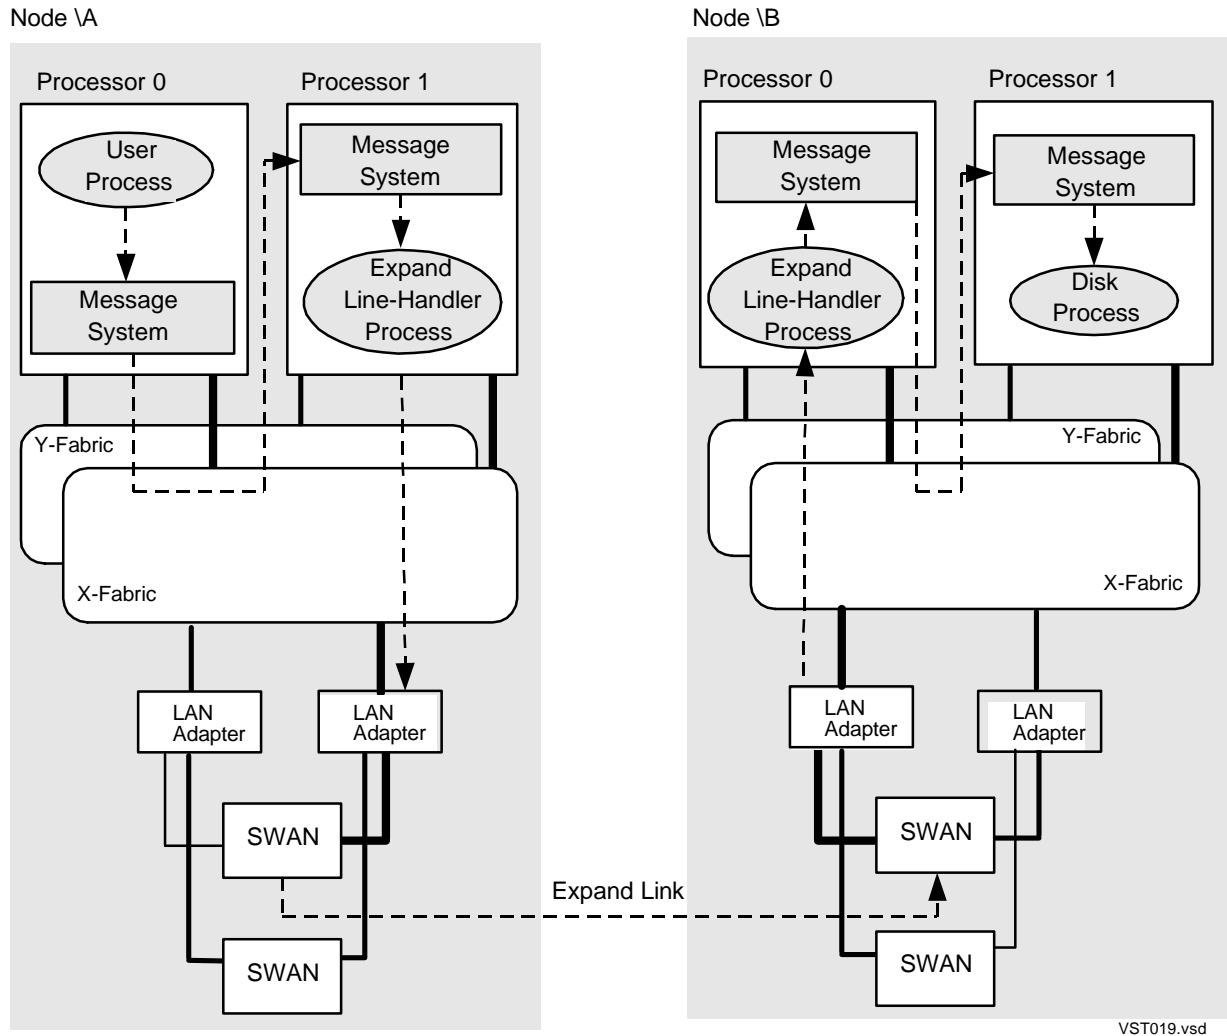 Node \A
Processor 0
Processor 1
User
Process
Message
System
Message
System
Expand
Line-Handler
Process
Y-Fabric
X-Fabric
LAN
Adapter
LAN
Adapter
SWAN
SWAN
Expand Link
Node \B
Processor 0
Processor 1
Message
System
Expand
Line-Handler
Process
Message
System
Disk
Process
Y-Fabric
X-Fabric
LAN
Adapter
LAN
Adapter
SWAN
SWAN
VST019.vsd